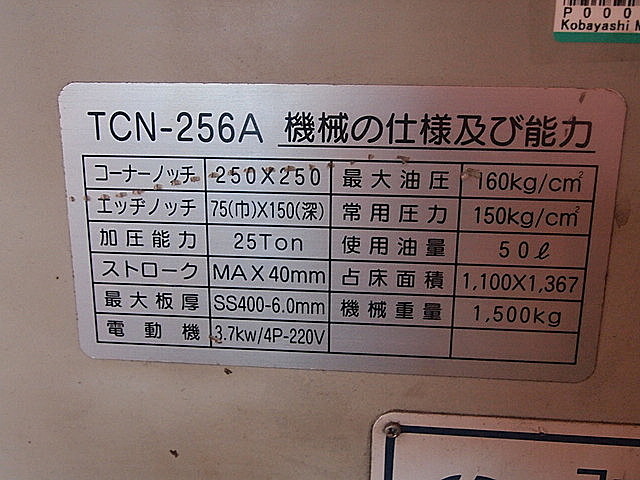 P000
Kobayashi M
TCN-256A 機械の仕様及び能力
コーナーノッチ 250X250 最大油圧 160kg/cm²
エッヂノッチ 75(巾)X150(深) 常用圧力 150kg/cm²
加圧能力 25Ton 使用油量 50ℓ
ストローク MAX40mm 占床面積 1,100X1,367
最大板厚 SS400-6.0mm 機械重量 1,500kg
電動機 3.7kw/4P-220V